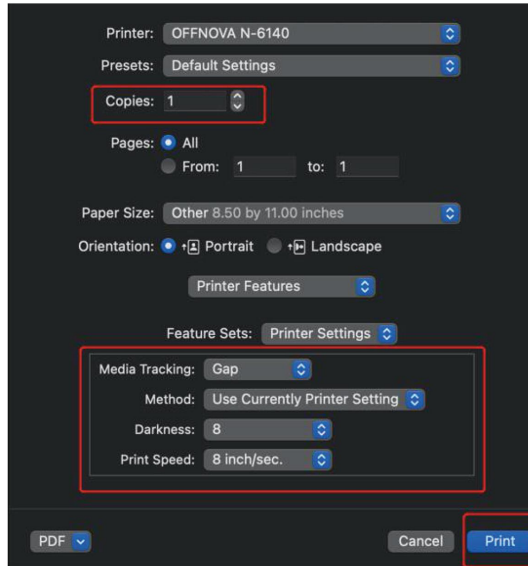 Printer: OFFNOVA N-6140
Presets: Default Settings
Copies: 1
Pages: All
From: 1 to: 1
Paper Size: Other 8.50 by 11.00 inches
Orientation: Portrait Landscape
Printer Features
Feature Sets: Printer Settings
Media Tracking: Gap
Method: Use Currently Printer Setting
Darkness: 8
Print Speed: 8 inch/sec.
PDF Cancel Print